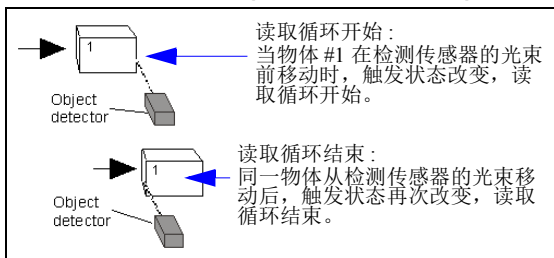 1
Object
detector
读取循环开始：
当物体 #1 在检测传感器的光束
前移动时，触发状态改变，读
取循环开始。
1
Object
detector
读取循环结束：
同一物体从检测传感器的光束移
动后，触发状态再次改变，读取
循环结束。